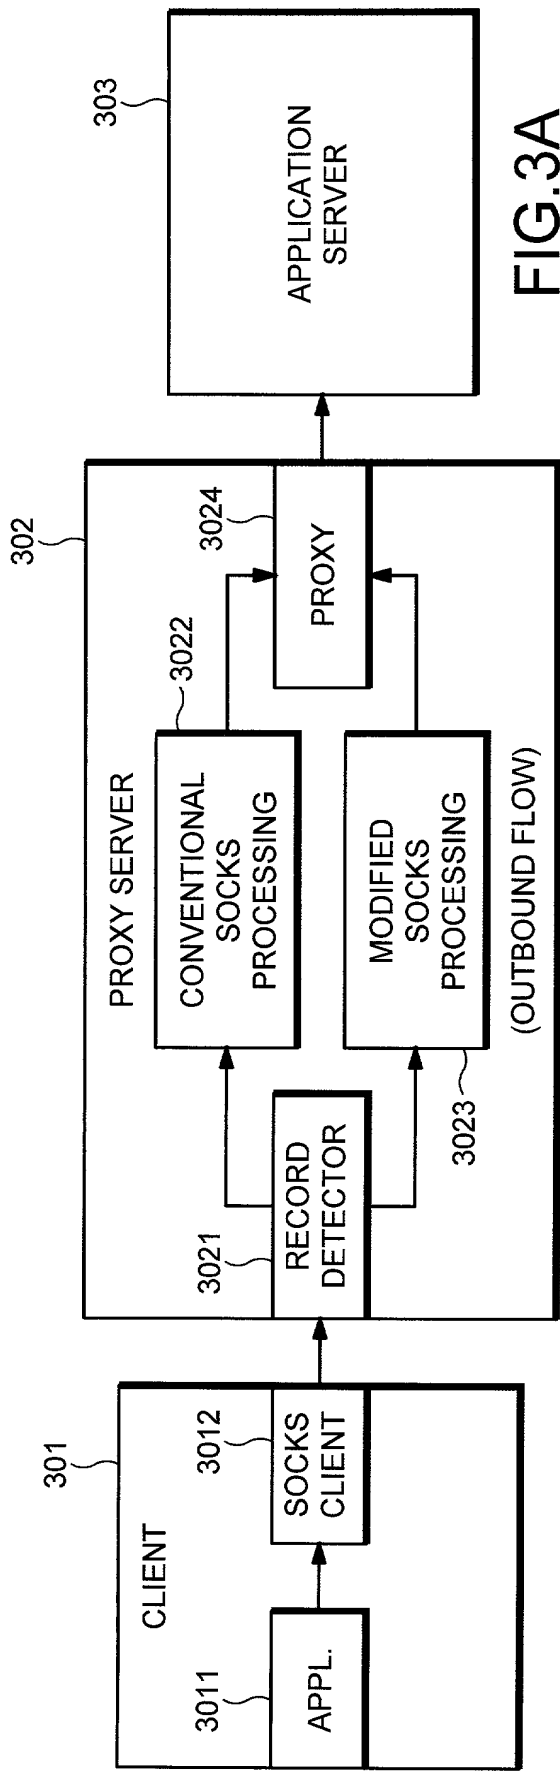 301
CLIENT
3011
APPL.
3012
SOCKS
CLIENT
302
PROXY SERVER
3021
RECORD
DETECTOR
3022
CONVENTIONAL
SOCKS
PROCESSING
3023
MODIFIED
SOCKS
PROCESSING
(OUTBOUND FLOW)
3024
PROXY
303
APPLICATION
SERVER
FIG.3A